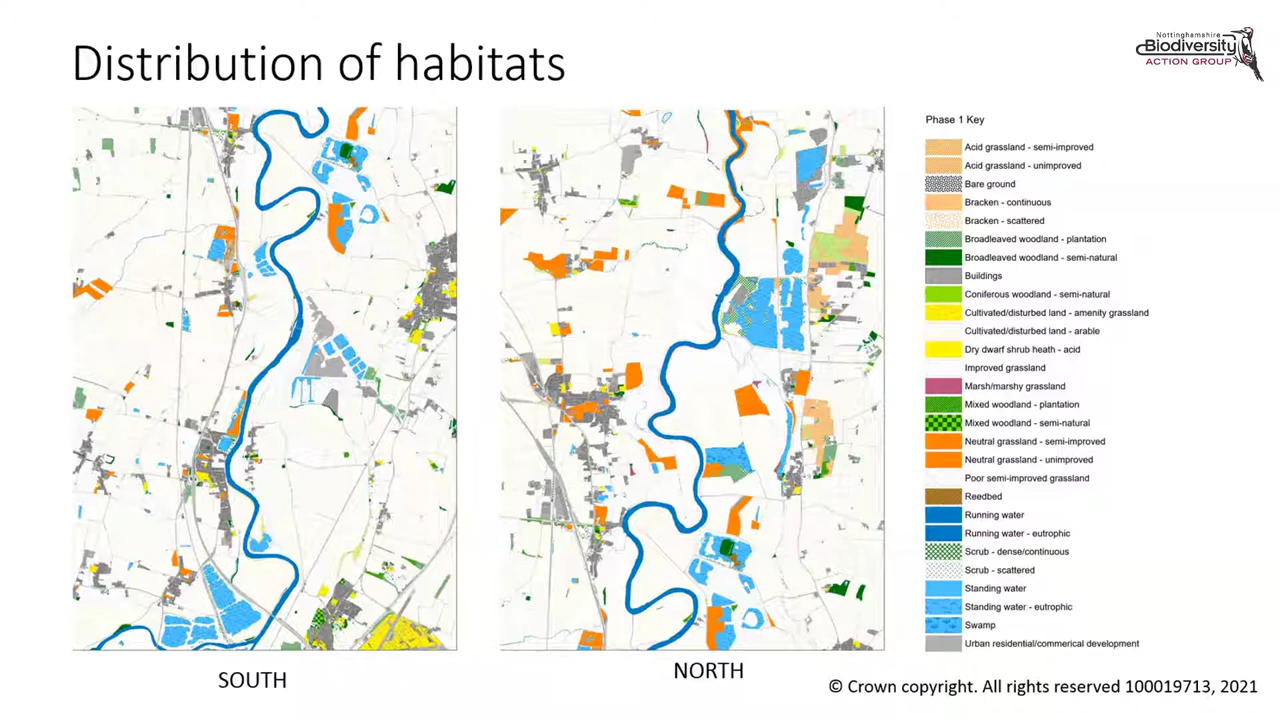 Distribution of habitats
Nottinghamshire
Biodiversity
ACTION GROUP
Phase 1 Key
Acid grassland - semi-improved
Acid grassland - unimproved
Bare ground
Bracken - continuous
Bracken - scattered
Broadleaved woodland - plantation
Broadleaved woodland - semi-natural
Buildings
Coniferous woodland - semi-natural
Cultivated/disturbed land - amenity grassland
Cultivated/disturbed land - arable
Dry dwarf shrub heath - acid
Improved grassland
Marsh/marshy grassland
Mixed woodland - plantation
Mixed woodland - semi-natural
Neutral grassland - semi-improved
Neutral grassland - unimproved
Poor semi-improved grassland
Reedbed
Running water
Running water - eutrophic
Scrub - dense/continuous
Scrub - scattered
Standing water
Standing water - eutrophic
Swamp
Urban residential/commerical development
SOUTH
NORTH
© Crown copyright. All rights reserved 100019713, 2021